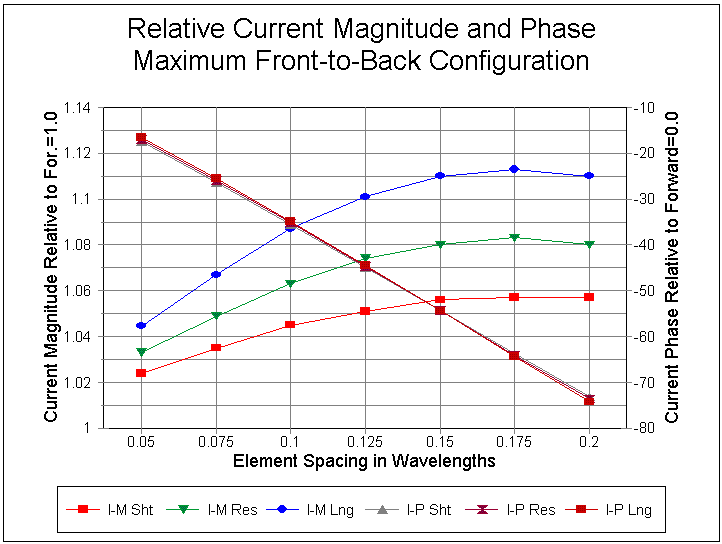 Relative Current Magnitude and Phase
Maximum Front-to-Back Configuration
Current Magnitude Relative to For.=1.0
1.14
1.12
1.1
1.08
1.06
1.04
1.02
1
-10
-20
-30
-40
-50
-60
-70
-80
Current Phase Relative to Forward=0.0
0.05 0.075 0.1 0.125 0.15 0.175 0.2
Element Spacing in Wavelengths
I-M Sht I-M Res I-M Lng I-P Sht I-P Res I-P Lng